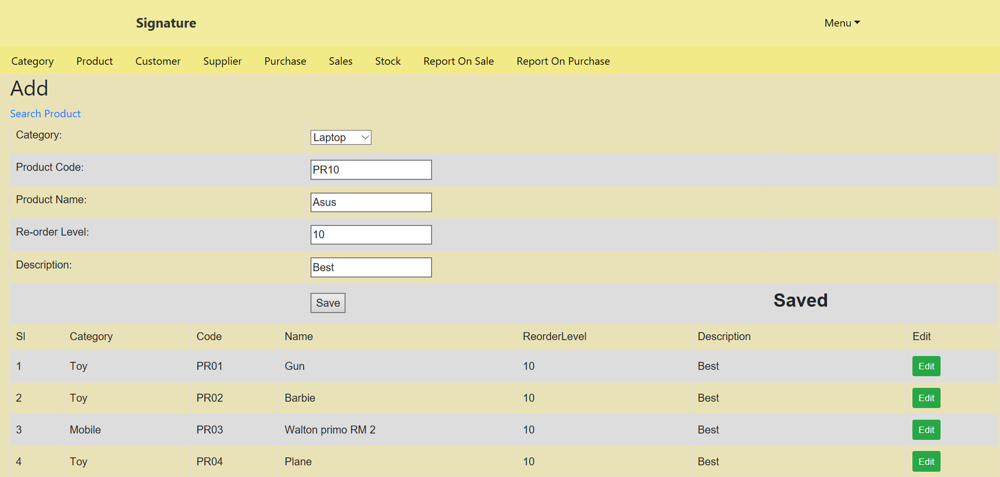 Signature Menu
Category Product Customer Supplier Purchase Sales Stock Report On Sale Report On Purchase
Add
Search Product
Category: Laptop
Product Code: PR10
Product Name: Asus
Re-order Level: 10
Description: Best
Save Saved
Sl Category Code Name ReorderLevel Description Edit
1 Toy PR01 Gun 10 Best Edit
2 Toy PR02 Barbie 10 Best Edit
3 Mobile PR03 Walton primo RM 2 10 Best Edit
4 Toy PR04 Plane 10 Best Edit